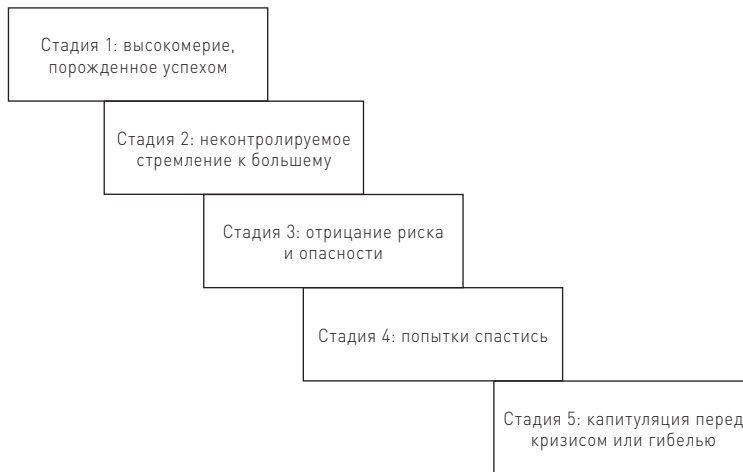 Стадия 1: высокомерие,
порожденное успехом
Стадия 2: неконтролируемое
стремление к большему
Стадия 3: отрицание риска
и опасности
Стадия 4: попытки спастись
Стадия 5: капитуляция перед
кризисом или гибелью